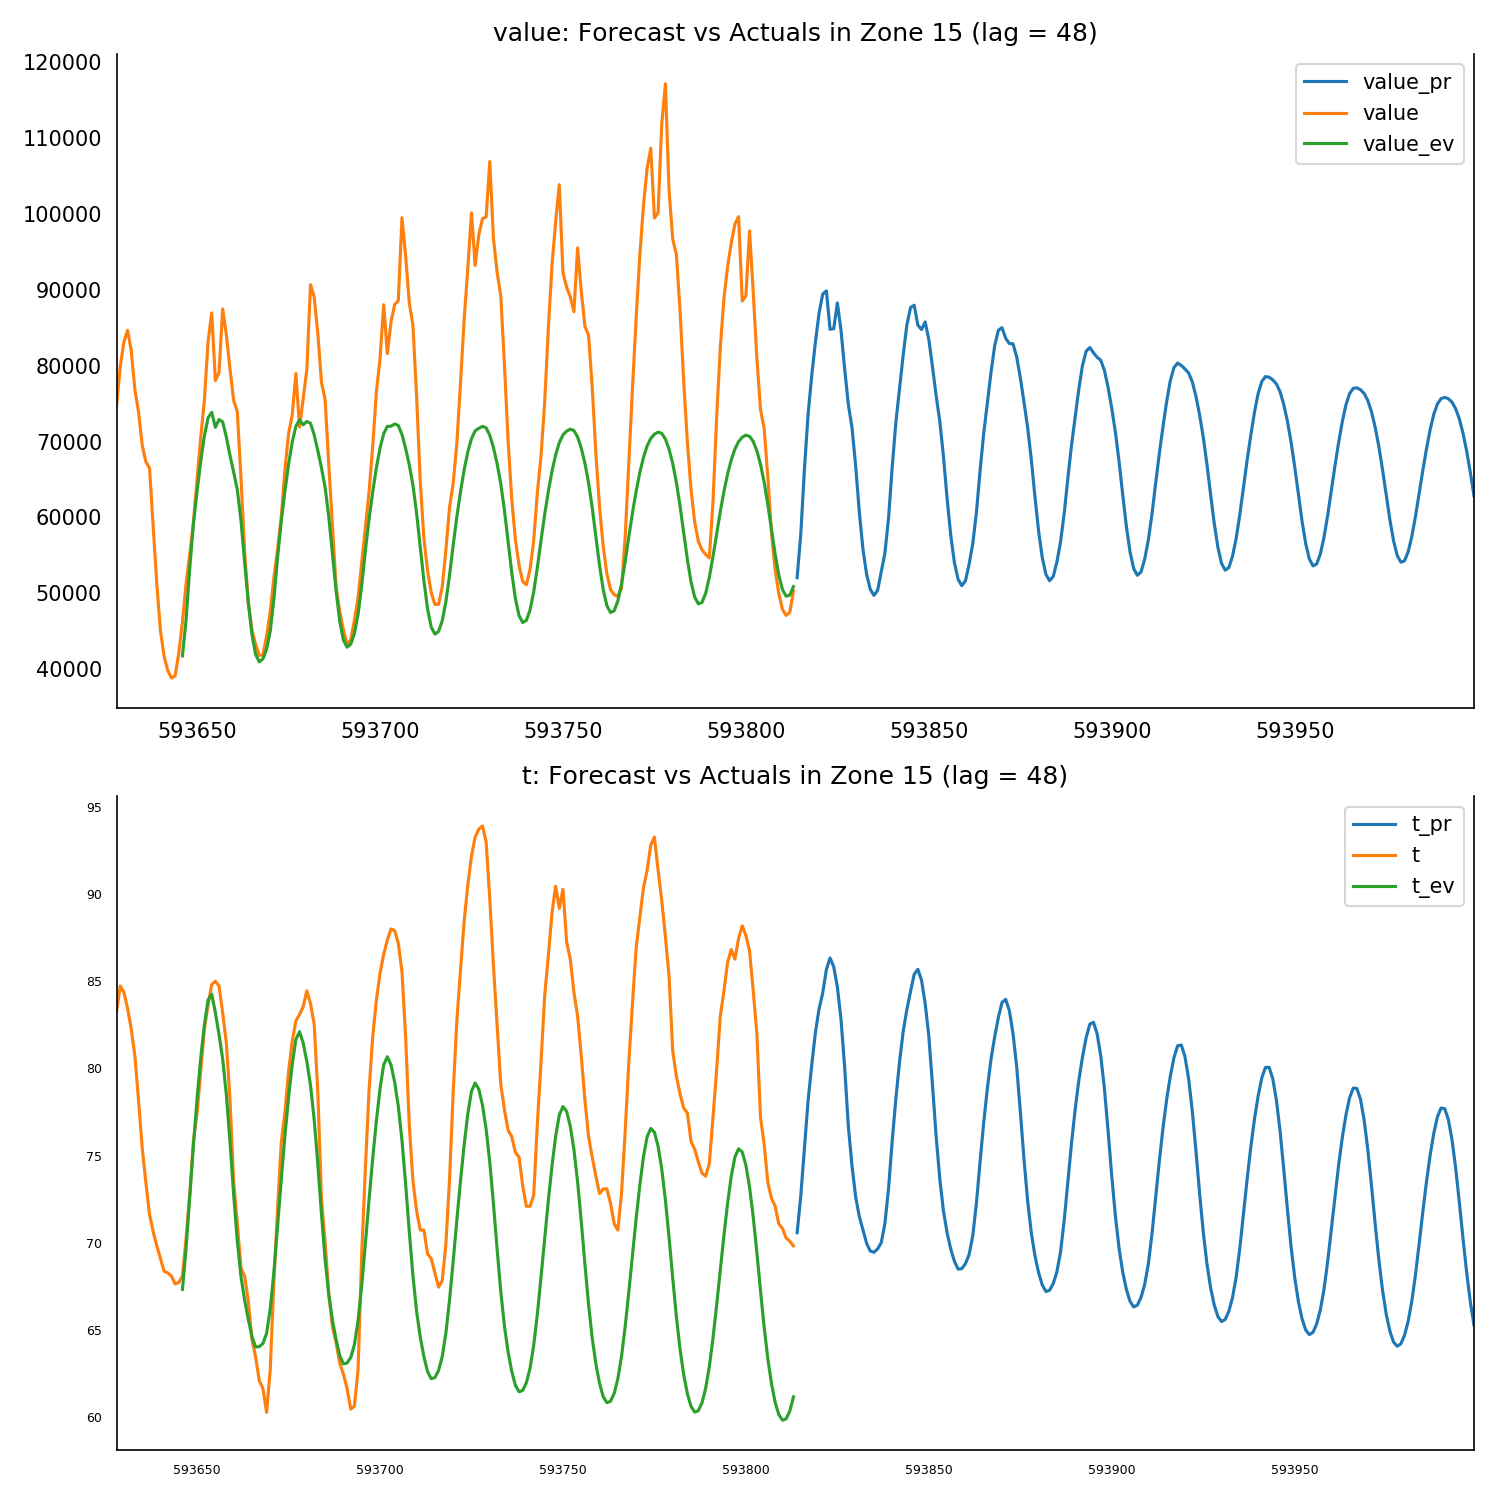 value: Forecast vs Actuals in Zone 15 (lag = 48)
120000
110000
100000
90000
80000
70000
60000
50000
40000
value_pr
value
value_ev
593650 593700 593750 593800 593850 593900 593950
t: Forecast vs Actuals in Zone 15 (lag = 48)
95
90
85
80
75
70
65
60
t_pr
t
t_ev
593650 593700 593750 593800 593850 593900 593950